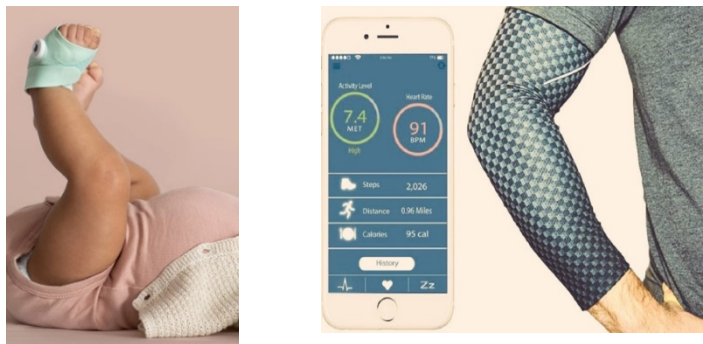 Activity Level
Heart Rate
7.4
MET
91
BPM
High
Steps 2,026
Distance 0.96 Miles
Calories 95 cal
History
Zz